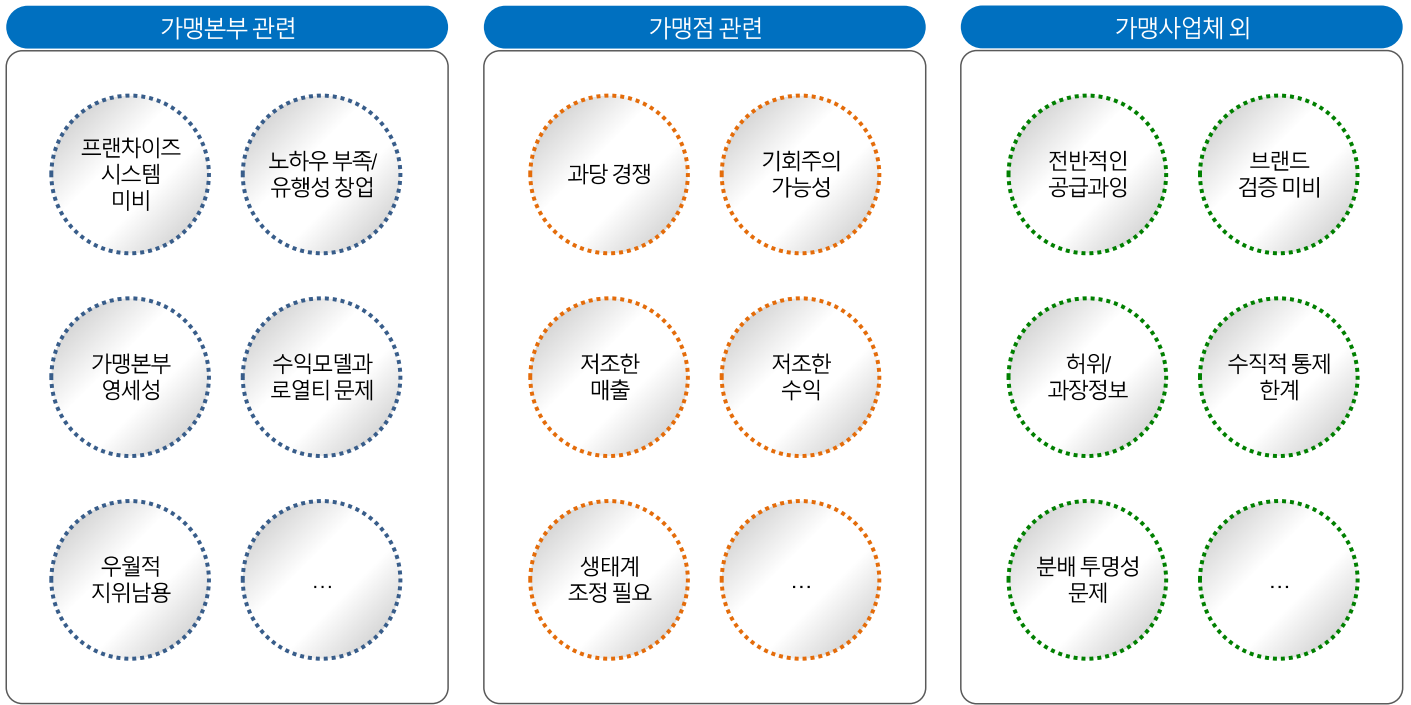 가맹본부 관련
프랜차이즈
시스템
미비
노하우 부족/
유행성 창업
가맹본부
영세성
수익모델과
로열티 문제
우월적
지위남용
...
가맹점 관련
과당 경쟁
기회주의
가능성
저조한
매출
저조한
수익
생태계
조정 필요
...
가맹사업체 외
전반적인
공급과잉
브랜드
검증 미비
허위/
과장정보
수직적 통제
한계
분배 투명성
문제
...